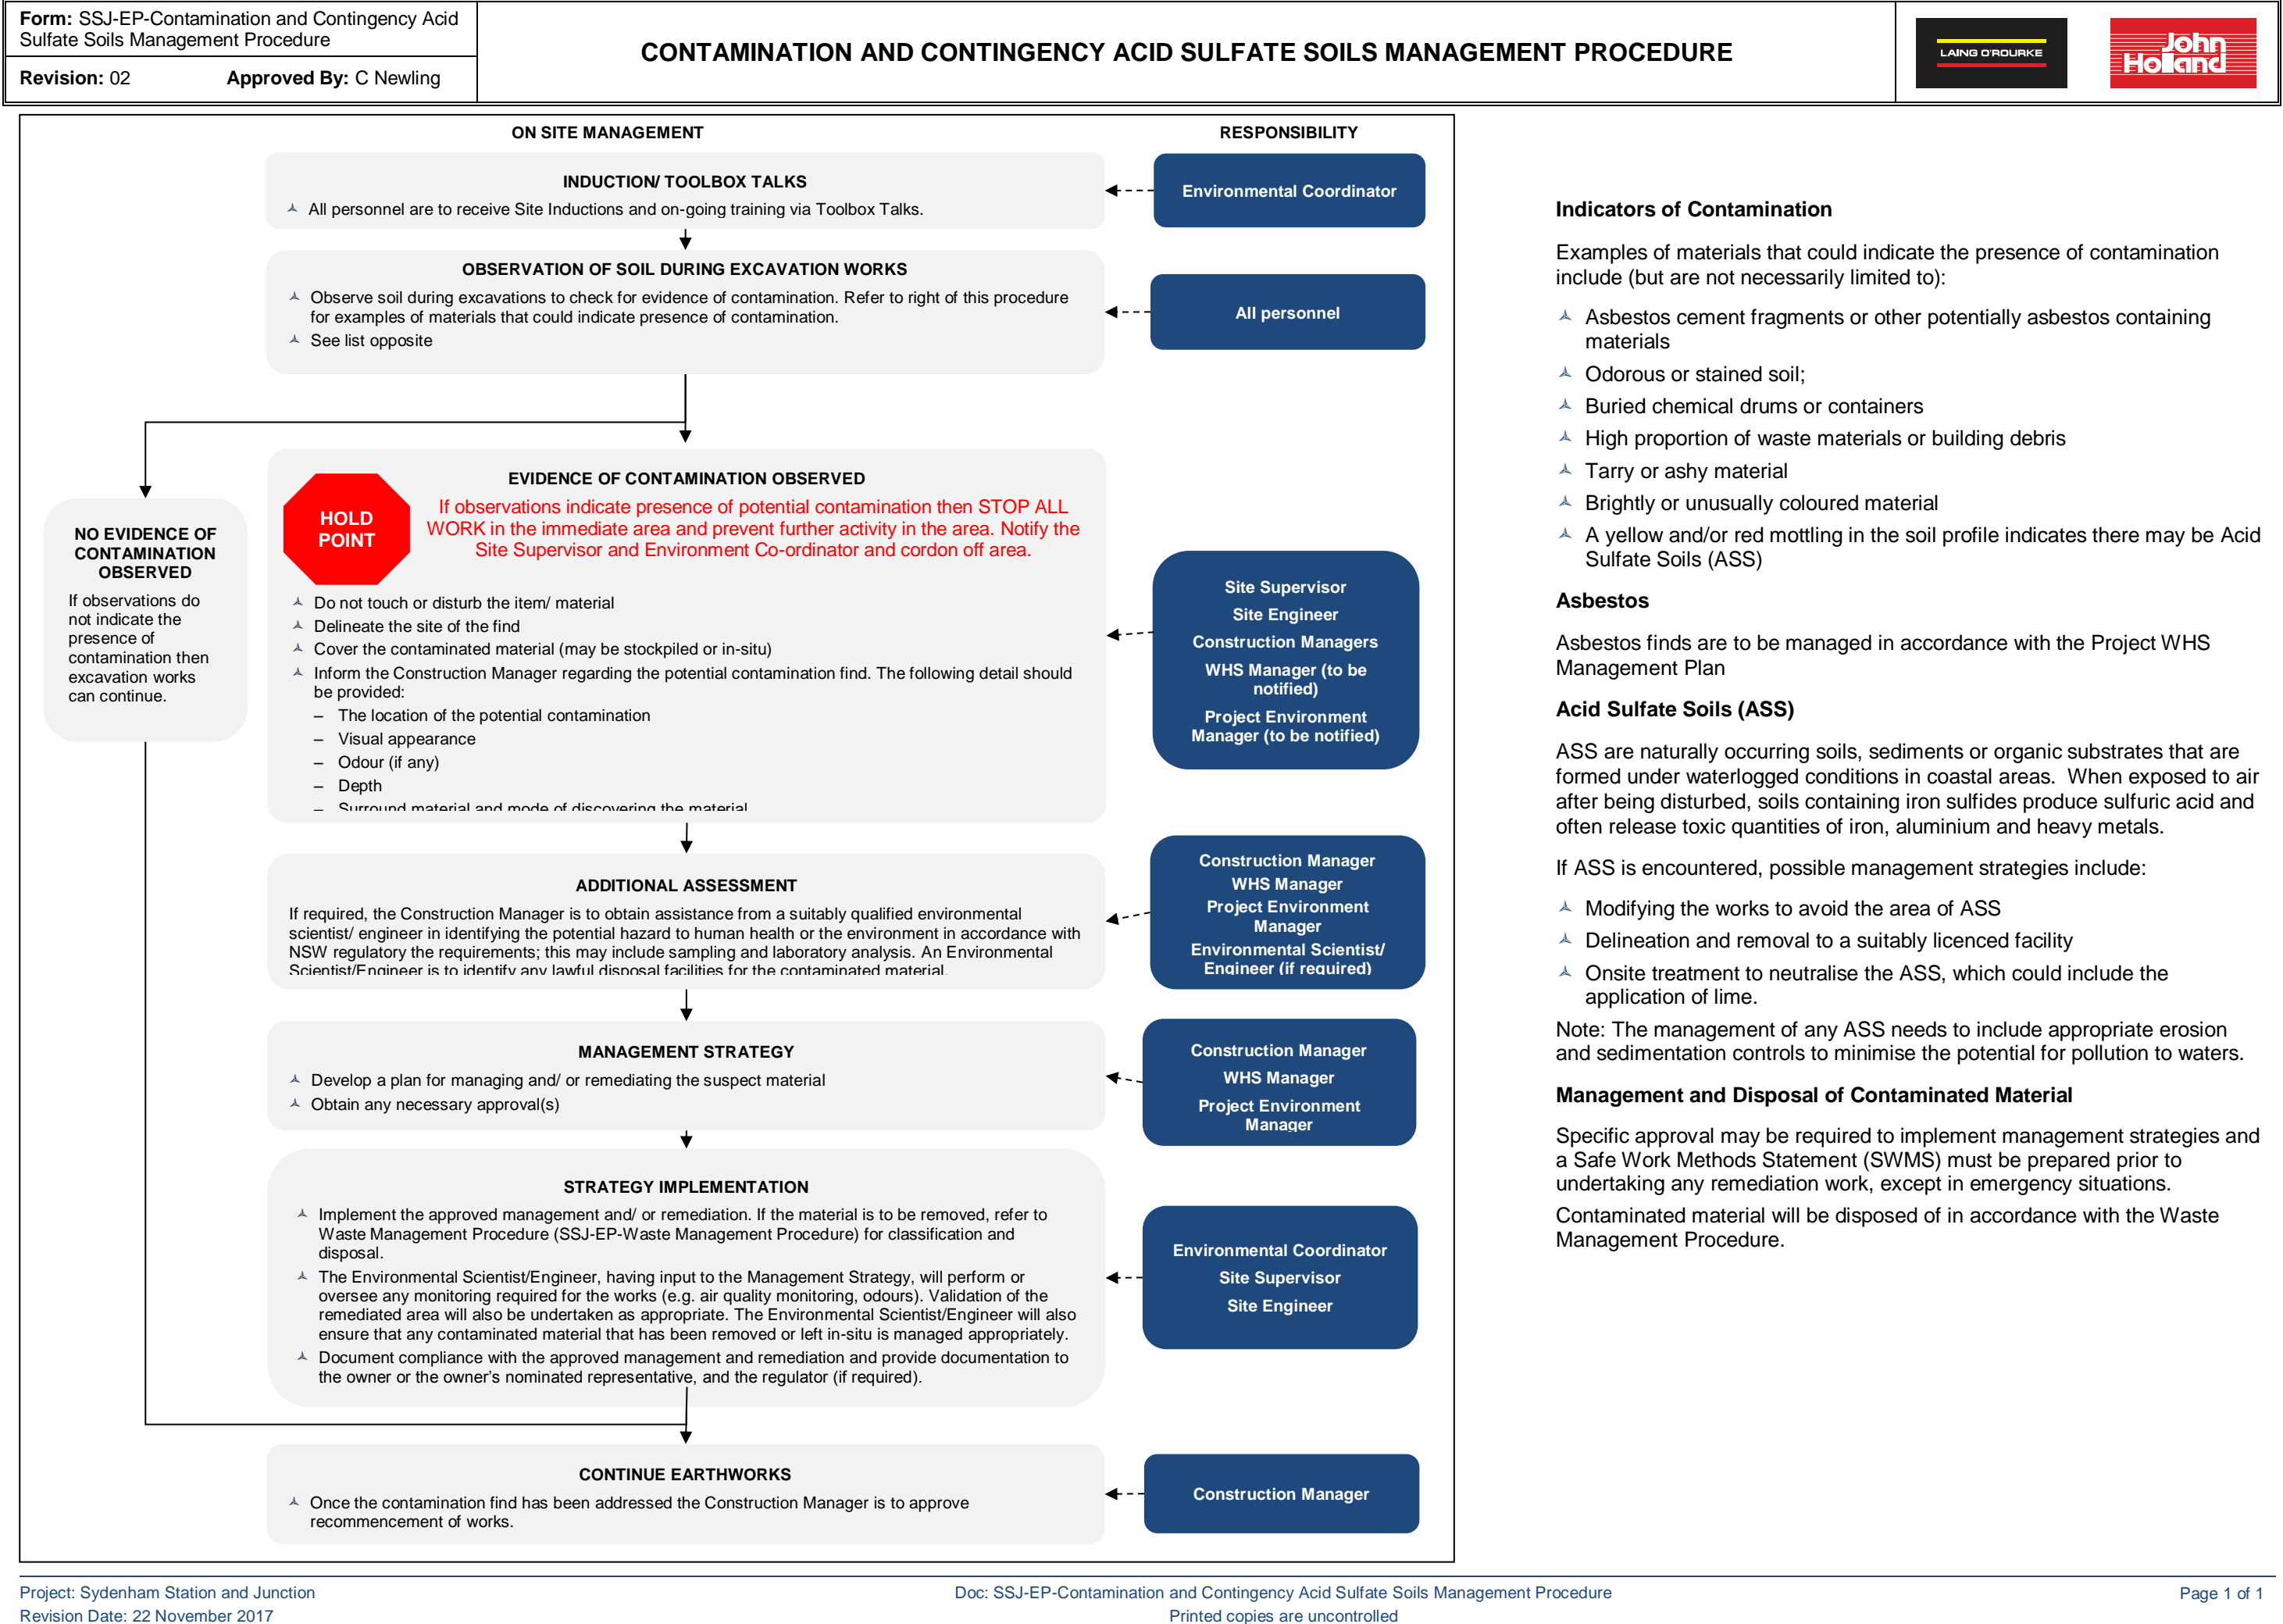 Form: SSJ-EP-Contamination and Contingency Acid
Sulfate Soils Management Procedure
Revision: 02 Approved By: C Newling
CONTAMINATION AND CONTINGENCY ACID SULFATE SOILS MANAGEMENT PROCEDURE
LAING O'ROURKE
John
Holland
ON SITE MANAGEMENT
RESPONSIBILITY
INDUCTION/ TOOLBOX TALKS
All personnel are to receive Site Inductions and on-going training via Toolbox Talks.
Environmental Coordinator
OBSERVATION OF SOIL DURING EXCAVATION WORKS
Observe soil during excavations to check for evidence of contamination. Refer to right of this procedure
for examples of materials that could indicate presence of contamination.
See list opposite
All personnel
NO EVIDENCE OF
CONTAMINATION
OBSERVED
If observations do
not indicate the
presence of
contamination then
excavation works
can continue.
EVIDENCE OF CONTAMINATION OBSERVED
HOLD
POINT
If observations indicate presence of potential contamination then STOP ALL
WORK in the immediate area and prevent further activity in the area. Notify the
Site Supervisor and Environment Co-ordinator and cordon off area.
Do not touch or disturb the item/ material
Delineate the site of the find
Cover the contaminated material (may be stockpiled or in-situ)
Inform the Construction Manager regarding the potential contamination find. The following detail should
be provided:
– The location of the potential contamination
– Visual appearance
– Odour (if any)
– Depth
– Surround material and mode of discovering the material
Site Supervisor
Site Engineer
Construction Managers
WHS Manager (to be
notified)
Project Environment
Manager (to be notified)
ADDITIONAL ASSESSMENT
If required, the Construction Manager is to obtain assistance from a suitably qualified environmental
scientist/ engineer in identifying the potential hazard to human health or the environment in accordance with
NSW regulatory the requirements; this may include sampling and laboratory analysis. An Environmental
Scientist/Engineer is to identify any lawful disposal facilities for the contaminated material.
Construction Manager
WHS Manager
Project Environment
Manager
Environmental Scientist/
Engineer (if required)
MANAGEMENT STRATEGY
Develop a plan for managing and/ or remediating the suspect material
Obtain any necessary approval(s)
Construction Manager
WHS Manager
Project Environment
Manager
STRATEGY IMPLEMENTATION
Implement the approved management and/ or remediation. If the material is to be removed, refer to
Waste Management Procedure (SSJ-EP-Waste Management Procedure) for classification and
disposal.
The Environmental Scientist/Engineer, having input to the Management Strategy, will perform or
oversee any monitoring required for the works (e.g. air quality monitoring, odours). Validation of the
remediated area will also be undertaken as appropriate. The Environmental Scientist/Engineer will also
ensure that any contaminated material that has been removed or left in-situ is managed appropriately.
Document compliance with the approved management and remediation and provide documentation to
the owner or the owner's nominated representative, and the regulator (if required).
Environmental Coordinator
Site Supervisor
Site Engineer
CONTINUE EARTHWORKS
Once the contamination find has been addressed the Construction Manager is to approve
recommencement of works.
Construction Manager
Indicators of Contamination
Examples of materials that could indicate the presence of contamination
include (but are not necessarily limited to):
Asbestos cement fragments or other potentially asbestos containing
materials
Odorous or stained soil;
Buried chemical drums or containers
High proportion of waste materials or building debris
Tarry or ashy material
Brightly or unusually coloured material
A yellow and/or red mottling in the soil profile indicates there may be Acid
Sulfate Soils (ASS)
Asbestos
Asbestos finds are to be managed in accordance with the Project WHS
Management Plan
Acid Sulfate Soils (ASS)
ASS are naturally occurring soils, sediments or organic substrates that are
formed under waterlogged conditions in coastal areas. When exposed to air
after being disturbed, soils containing iron sulfides produce sulfuric acid and
often release toxic quantities of iron, aluminium and heavy metals.
If ASS is encountered, possible management strategies include:
Modifying the works to avoid the area of ASS
Delineation and removal to a suitably licenced facility
Onsite treatment to neutralise the ASS, which could include the
application of lime.
Note: The management of any ASS needs to include appropriate erosion
and sedimentation controls to minimise the potential for pollution to waters.
Management and Disposal of Contaminated Material
Specific approval may be required to implement management strategies and
a Safe Work Methods Statement (SWMS) must be prepared prior to
undertaking any remediation work, except in emergency situations.
Contaminated material will be disposed of in accordance with the Waste
Management Procedure.
Project: Sydenham Station and Junction
Revision Date: 22 November 2017
Doc: SSJ-EP-Contamination and Contingency Acid Sulfate Soils Management Procedure
Printed copies are uncontrolled
Page 1 of 1